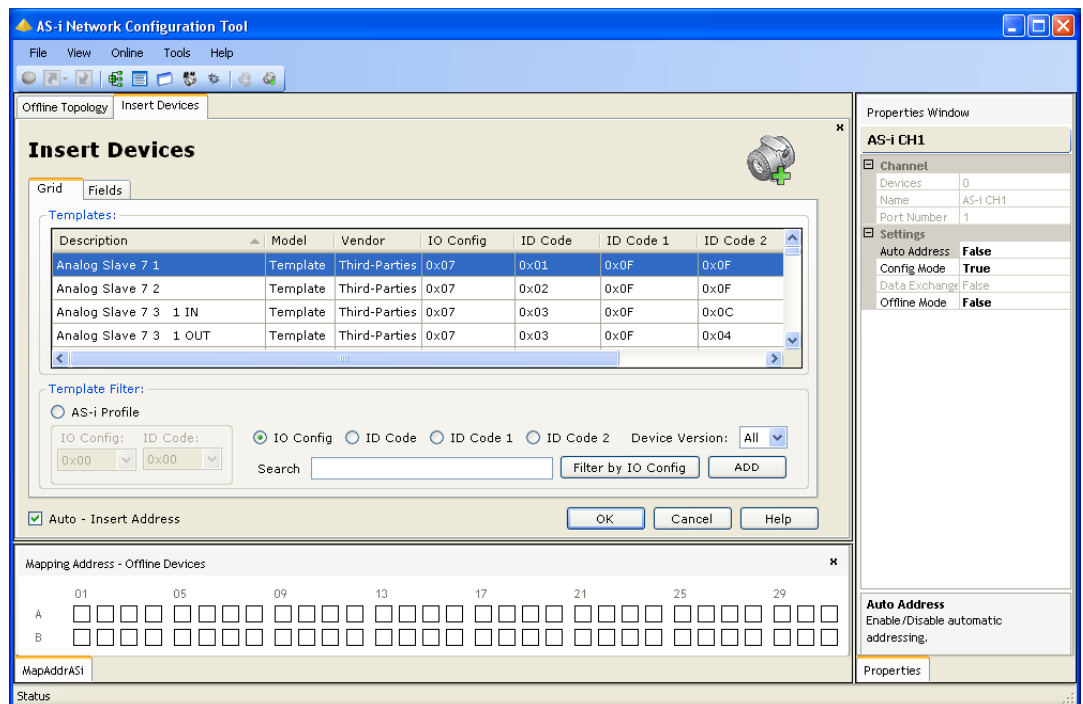 AS-i Network Configuration Tool
File View Online Tools Help
Offline Topology Insert Devices
Insert Devices
Grid Fields
Templates:
Description Model Vendor IO Config ID Code ID Code 1 ID Code 2
Analog Slave 7 1 Template Third-Parties 0x07 0x01 0x0F 0x0F
Analog Slave 7 2 Template Third-Parties 0x07 0x02 0x0F 0x0F
Analog Slave 7 3 1 IN Template Third-Parties 0x07 0x03 0x0F 0x0C
Analog Slave 7 3 1 OUT Template Third-Parties 0x07 0x03 0x0F 0x04
Template Filter:
AS-i Profile
IO Config: ID Code:
0x00 0x00
IO Config ID Code ID Code 1 ID Code 2 Device Version: All
Search Filter by IO Config ADD
Auto - Insert Address OK Cancel Help
Mapping Address - Offline Devices
01 05 09 13 17 21 25 29
A
B
MapAddrASi
Status
Properties Window
AS-i CH1
Channel
Devices 0
Name AS-i CH1
Port Number 1
Settings
Auto Address False
Config Mode True
Data Exchange False
Offline Mode False
Auto Address
Enable/Disable automatic
addressing.
Properties